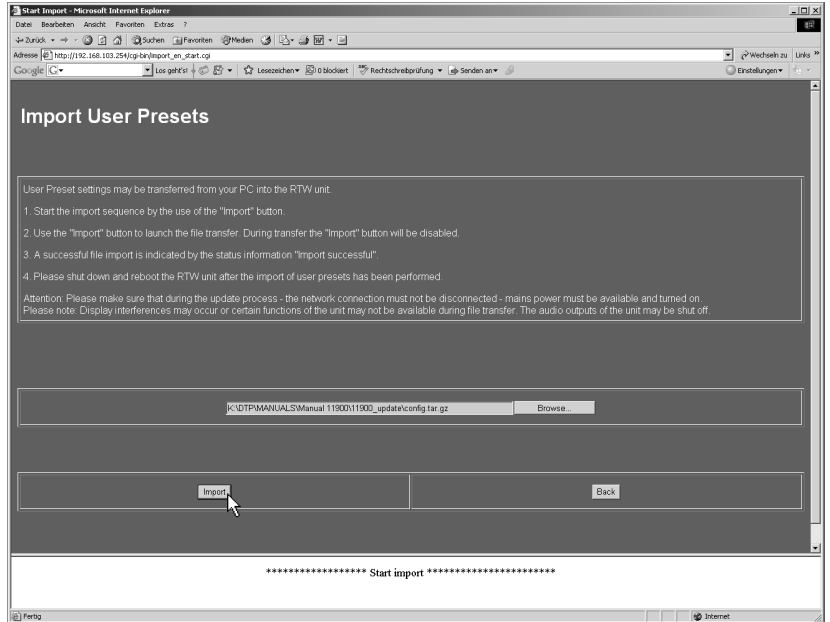 Start Import - Microsoft Internet Explorer
Datei Bearbeiten Ansicht Favoriten Extras ?
Zurück Suchen Favoriten Medien
Adresse http://192.168.103.254/cgi-bin/import_en_start.cgi Wechseln zu Links »
Google G Los geht's! Lesezeichen 0 blockiert Rechtschreibprüfung Senden an Einstellungen
Import User Presets
User Preset settings may be transferred from your PC into the RTW unit.
1. Start the import sequence by the use of the "Import" button.
2. Use the "Import" button to launch the file transfer. During transfer the "Import" button will be disabled.
3. A successful file import is indicated by the status information "Import successful".
4. Please shut down and reboot the RTW unit after the import of user presets has been performed.
Attention: Please make sure that during the update process - the network connection must not be disconnected - mains power must be available and turned on.
Please note: Display interferences may occur or certain functions of the unit may not be available during file transfer. The audio outputs of the unit may be shut off.
K:\DTP\MANUALS\Manual 11900\11900_update\config.tar.gz Browse...
Import Back
****************** Start import ***********************
Fertig Internet